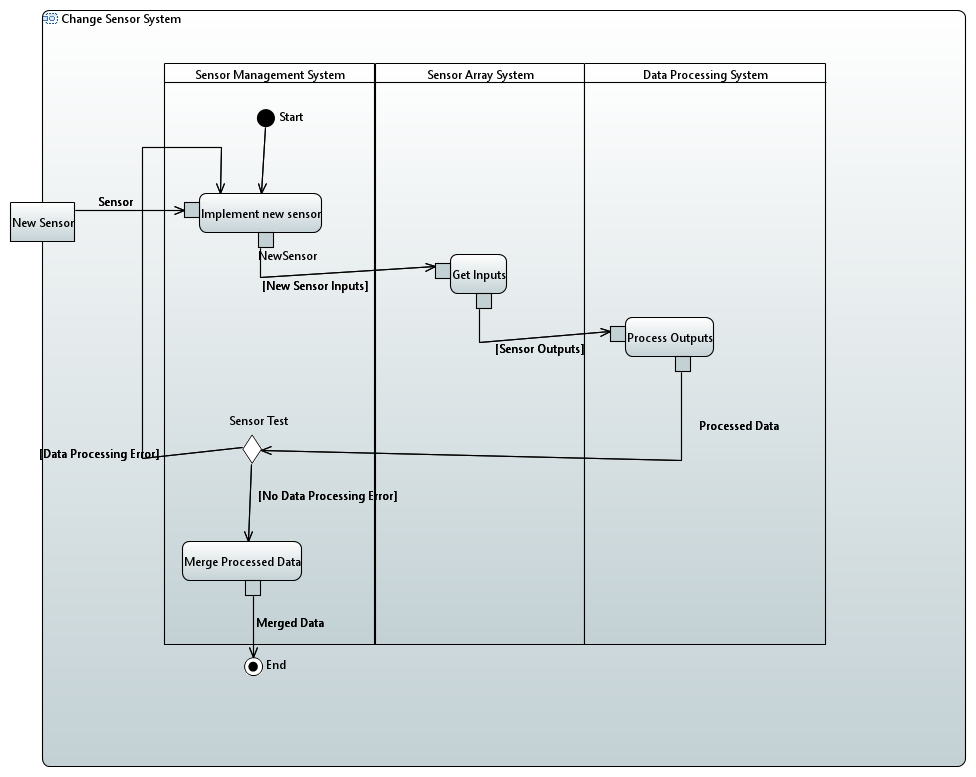 Change Sensor System
Sensor Management System
Sensor Array System
Data Processing System
Start
Sensor
New Sensor
Implement new sensor
NewSensor
[New Sensor Inputs]
Get Inputs
[Sensor Outputs]
Process Outputs
Sensor Test
Processed Data
[Data Processing Error]
[No Data Processing Error]
Merge Processed Data
Merged Data
End